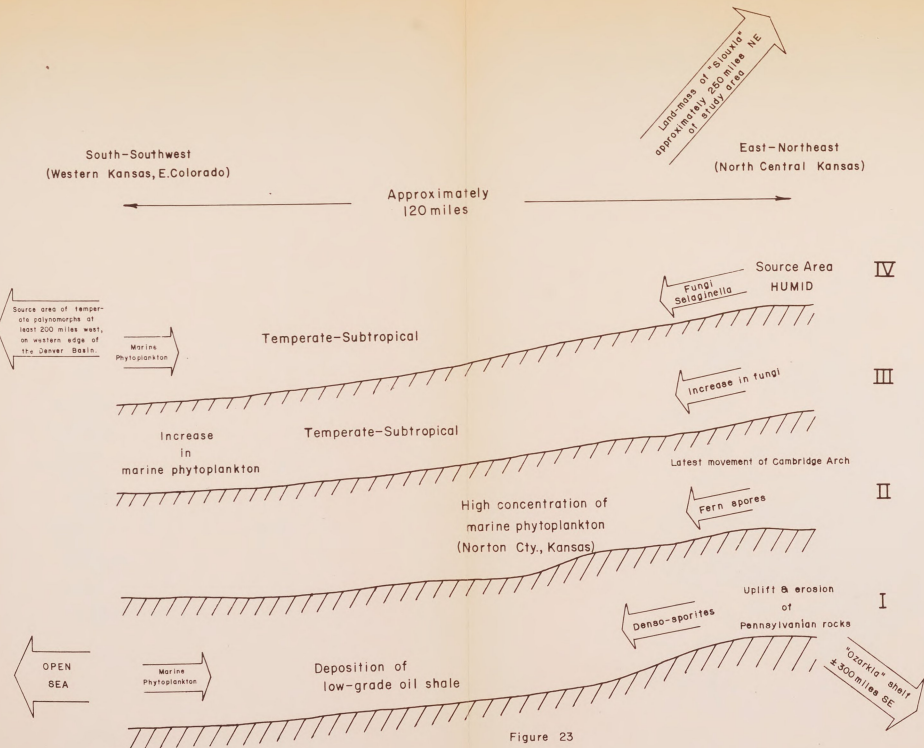 Land-mass of "Siouxia"
approximately 250 miles NE
of study area
South-Southwest
(Western Kansas, E.Colorado)
East-Northeast
(North Central Kansas)
Approximately
120 miles
Source Area
HUMID
IV
Fungi
Selaginella
Source area of temper-
ate palynomorphs at
least 200 miles west,
on western edge of
the Denver Basin.
Marine
Phytoplankton
Temperate-Subtropical
III
Increase in fungi
Increase
in
marine phytoplankton
Temperate-Subtropical
Latest movement of Cambridge Arch
II
High concentration of
marine phytoplankton
(Norton Cty., Kansas)
Fern spores
I
Uplift & erosion
of
Pennsylvanian rocks
Denso-sporites
OPEN
SEA
Marine
Phytoplankton
Deposition of
low-grade oil shale
"Ozarkia" shelf
±300 miles SE
Figure 23